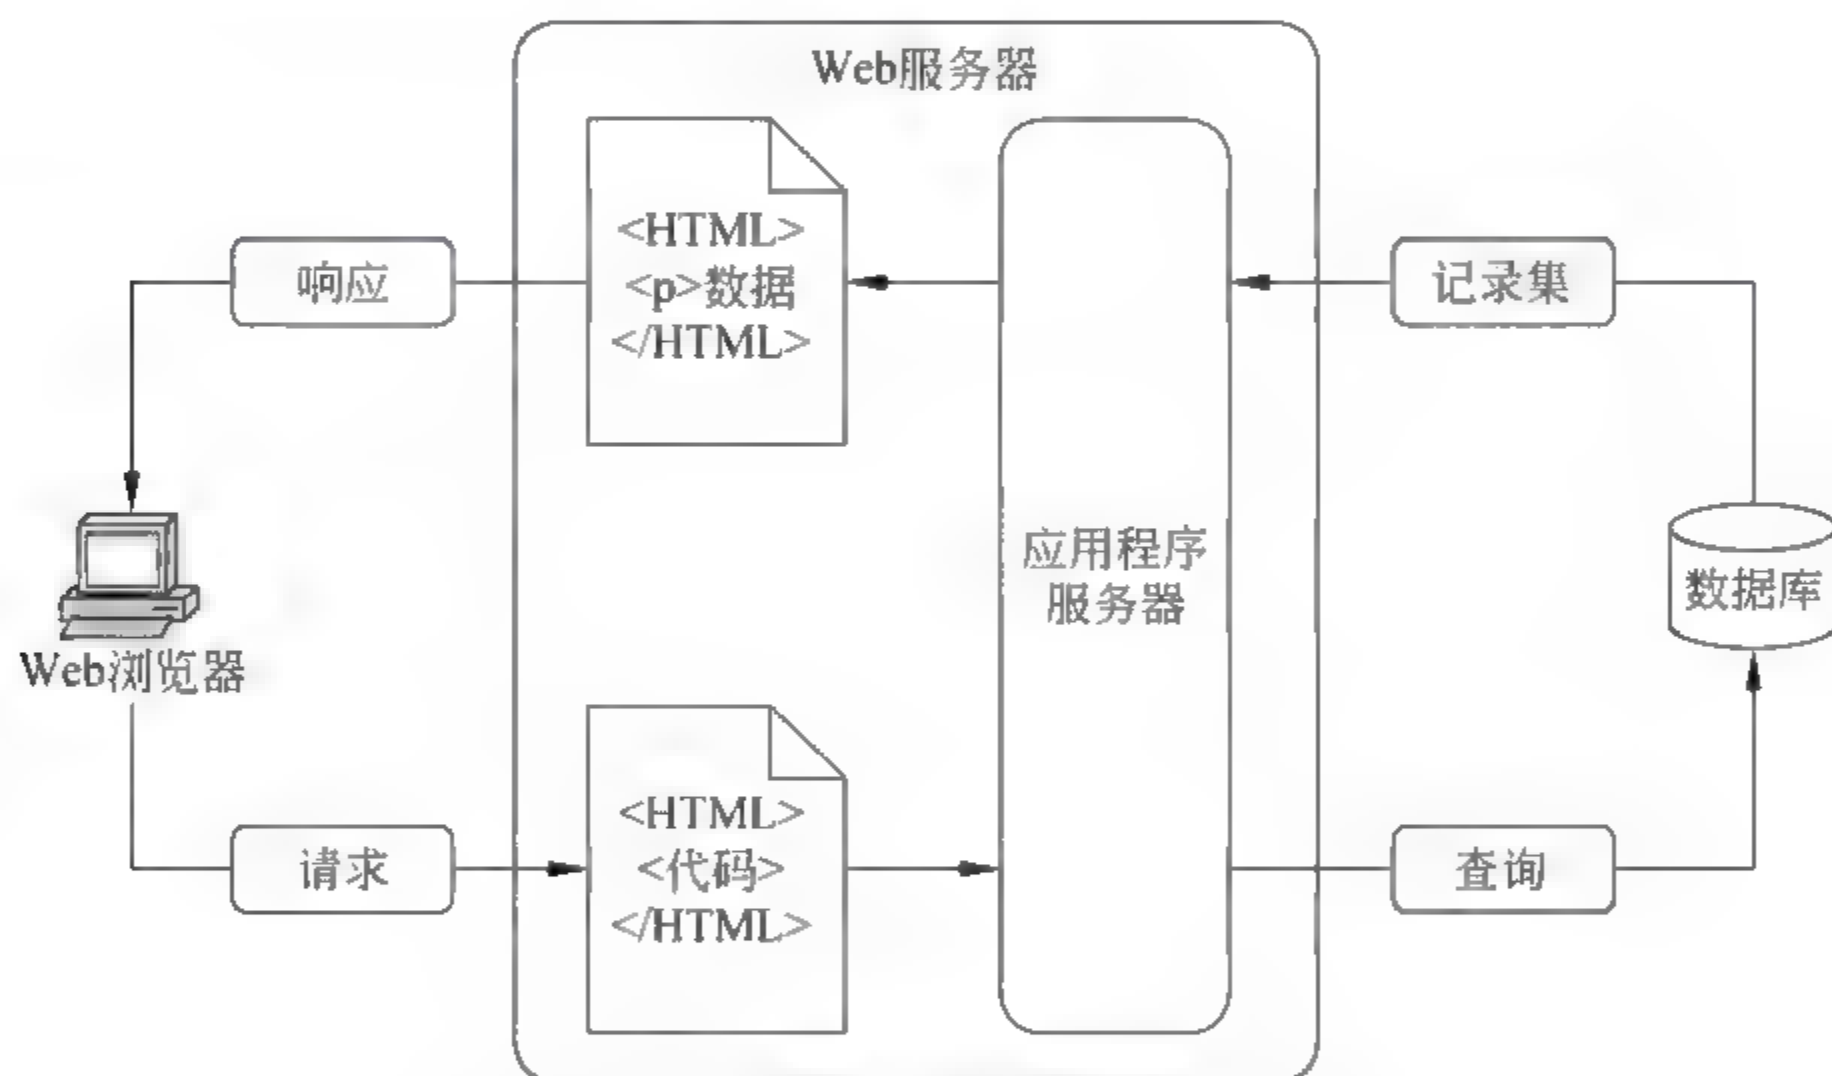 Web服务器
<HTML>
<p>数据
</HTML>
响应
记录集
应用程序
服务器
数据库
Web浏览器
<HTML>
<代码>
</HTML>
请求
查询